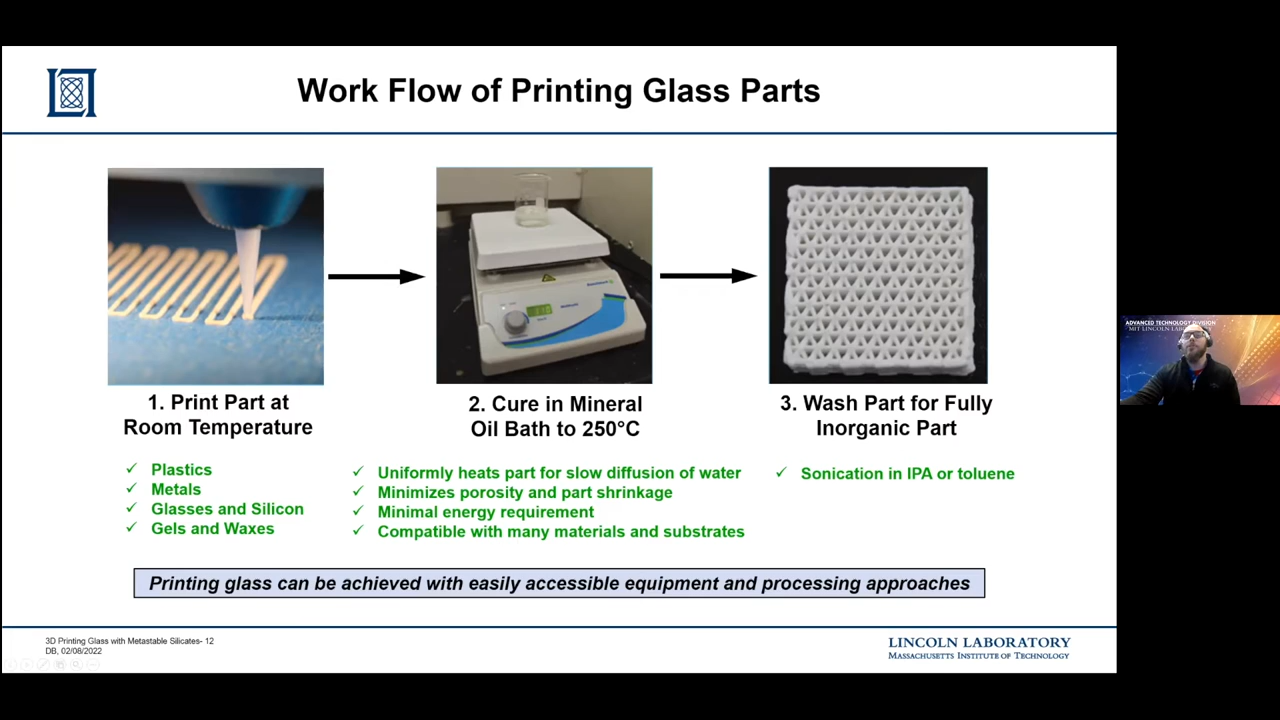 Work Flow of Printing Glass Parts
1. Print Part at
Room Temperature
✓ Plastics
✓ Metals
✓ Glasses and Silicon
✓ Gels and Waxes
2. Cure in Mineral
Oil Bath to 250°C
✓ Uniformly heats part for slow diffusion of water
✓ Minimizes porosity and part shrinkage
✓ Minimal energy requirement
✓ Compatible with many materials and substrates
3. Wash Part for Fully
Inorganic Part
✓ Sonication in IPA or toluene
Printing glass can be achieved with easily accessible equipment and processing approaches
3D Printing Glass with Metastable Silicates- 12
DB, 02/08/2022
LINCOLN LABORATORY
MASSACHUSETTS INSTITUTE OF TECHNOLOGY
ADVANCED TECHNOLOGY DIVISION
MIT LINCOLN